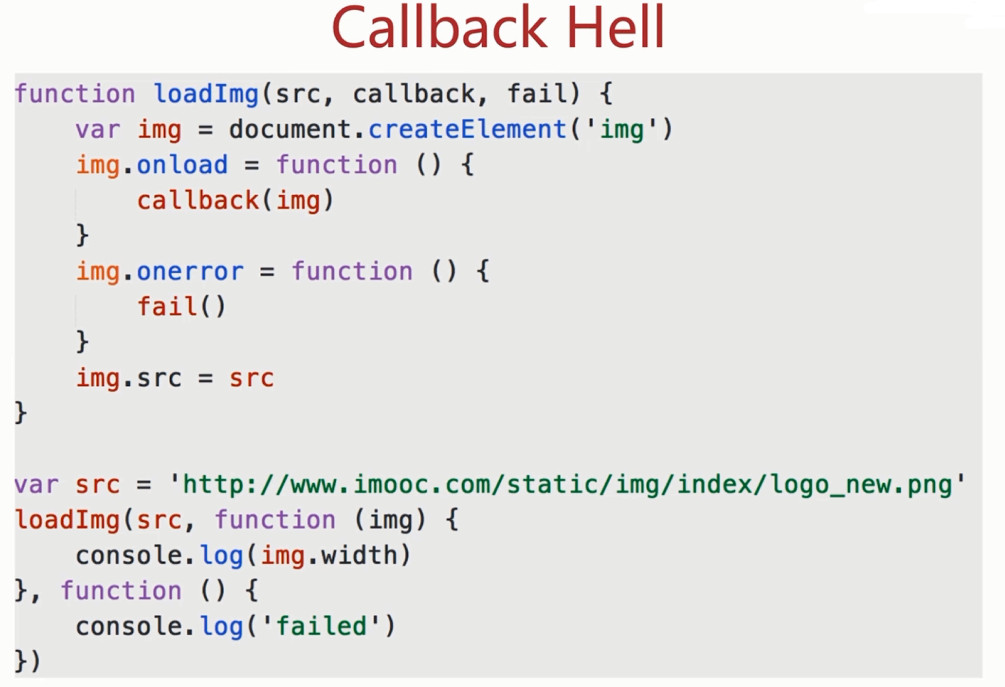 Callback Hell
function loadImg(src, callback, fail) {
    var img = document.createElement('img')
    img.onload = function () {
        callback(img)
    }
    img.onerror = function () {
        fail()
    }
    img.src = src
}

var src = 'http://www.imooc.com/static/img/index/logo_new.png'
loadImg(src, function (img) {
    console.log(img.width)
}, function () {
    console.log('failed')
})